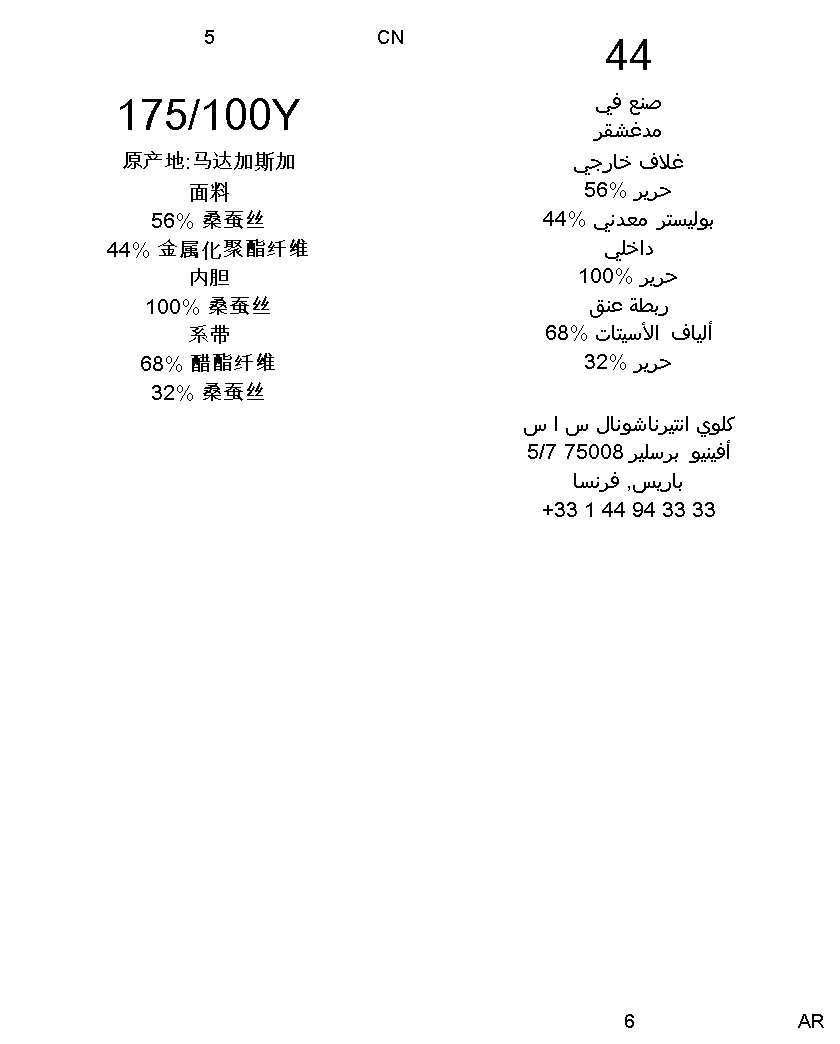 5
CN
175/100Y
原产地:马达加斯加
面料
56% 桑蚕丝
44% 金属化聚酯纤维
内胆
100% 桑蚕丝
系带
68% 醋酯纤维
32% 桑蚕丝
44
صنع في
مدغشقر
غلاف خارجي
حرير %56
بوليستر معدني %44
داخلي
حرير %100
ربطة عنق
ألياف الأسيتات %68
حرير %32
كلوي انتيرناشونال س ا س
أفينيو برسلير 75008 5/7
باريس, فرنسا
+33 1 44 94 33 33
6
AR